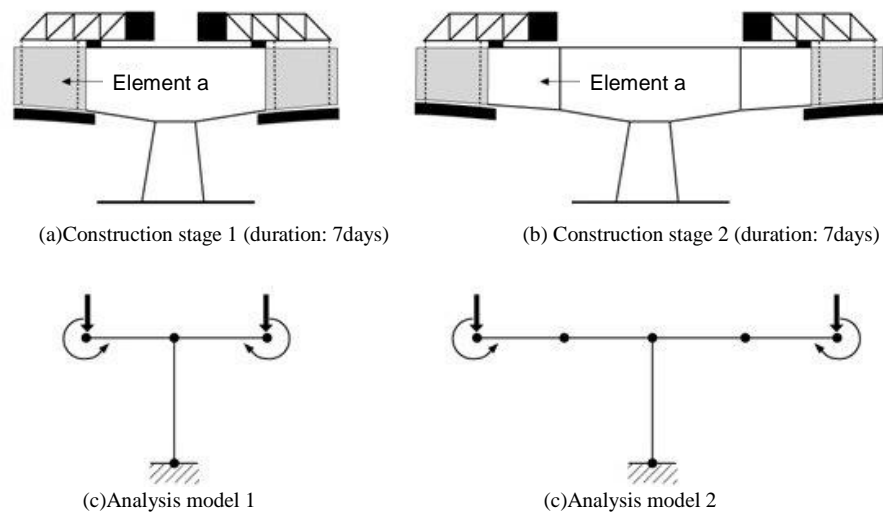 Element a
Element a
(a)Construction stage 1 (duration: 7days)
(b) Construction stage 2 (duration: 7days)
(c)Analysis model 1
(c)Analysis model 2